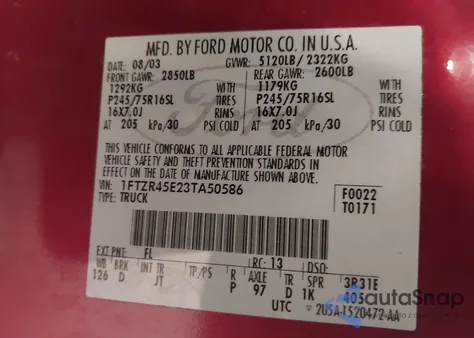 MFD. BY FORD MOTOR CO. IN U.S.A.
DATE: 08/03 GVWR: 5120LB/ 2322KG
FRONT GAWR: 2850LB REAR GAWR: 2600LB
1292KG WITH 1179KG WITH
P245/75R16SL TIRES P245/75R16SL TIRES
16X7.0J RIMS 16X7.0J RIMS
AT 205 kPa/30 PSI COLD AT 205 kPa/30 PSI COLD
Ford
THIS VEHICLE CONFORMS TO ALL APPLICABLE FEDERAL MOTOR
VEHICLE SAFETY AND THEFT PREVENTION STANDARDS IN
EFFECT ON THE DATE OF MANUFACTURE SHOWN ABOVE
VIN: 1FTZR45E23TA50586 F0022
TYPE: TRUCK T0171
EXT PNT: FL RC: 13 DSO:
WB BRK INT TR TP/PS R AXLE TR SPR 3R31E
126 D JT P 97 D 1K 405
UTC 2U5A-1520472-AA
autaSnap